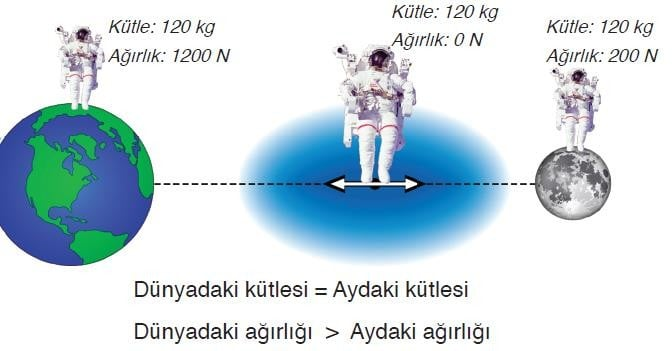 Kütle: 120 kg
Ağırlık: 1200 N
Kütle: 120 kg
Ağırlık: 0 N
Kütle: 120 kg
Ağırlık: 200 N
Dünyadaki kütlesi = Aydaki kütlesi
Dünyadaki ağırlığı > Aydaki ağırlığı